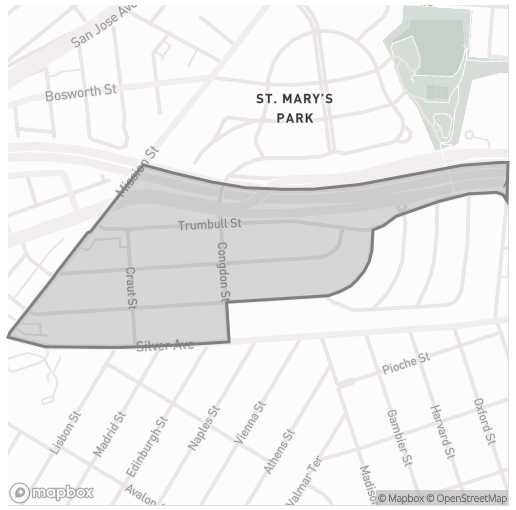 San Jose Ave
Bosworth St
ST. MARY'S
PARK
Mission St
Trumbull St
Congdon St
Craut St
Silver Ave
Pioche St
Lisbon St
Madrid St
Edinburgh St
Naples St
Vienna St
Athens St
Valmar Ter
Avalon A
Madison
Gambier St
Harvard St
Oxford St
mapbox
© Mapbox © OpenStreetMap